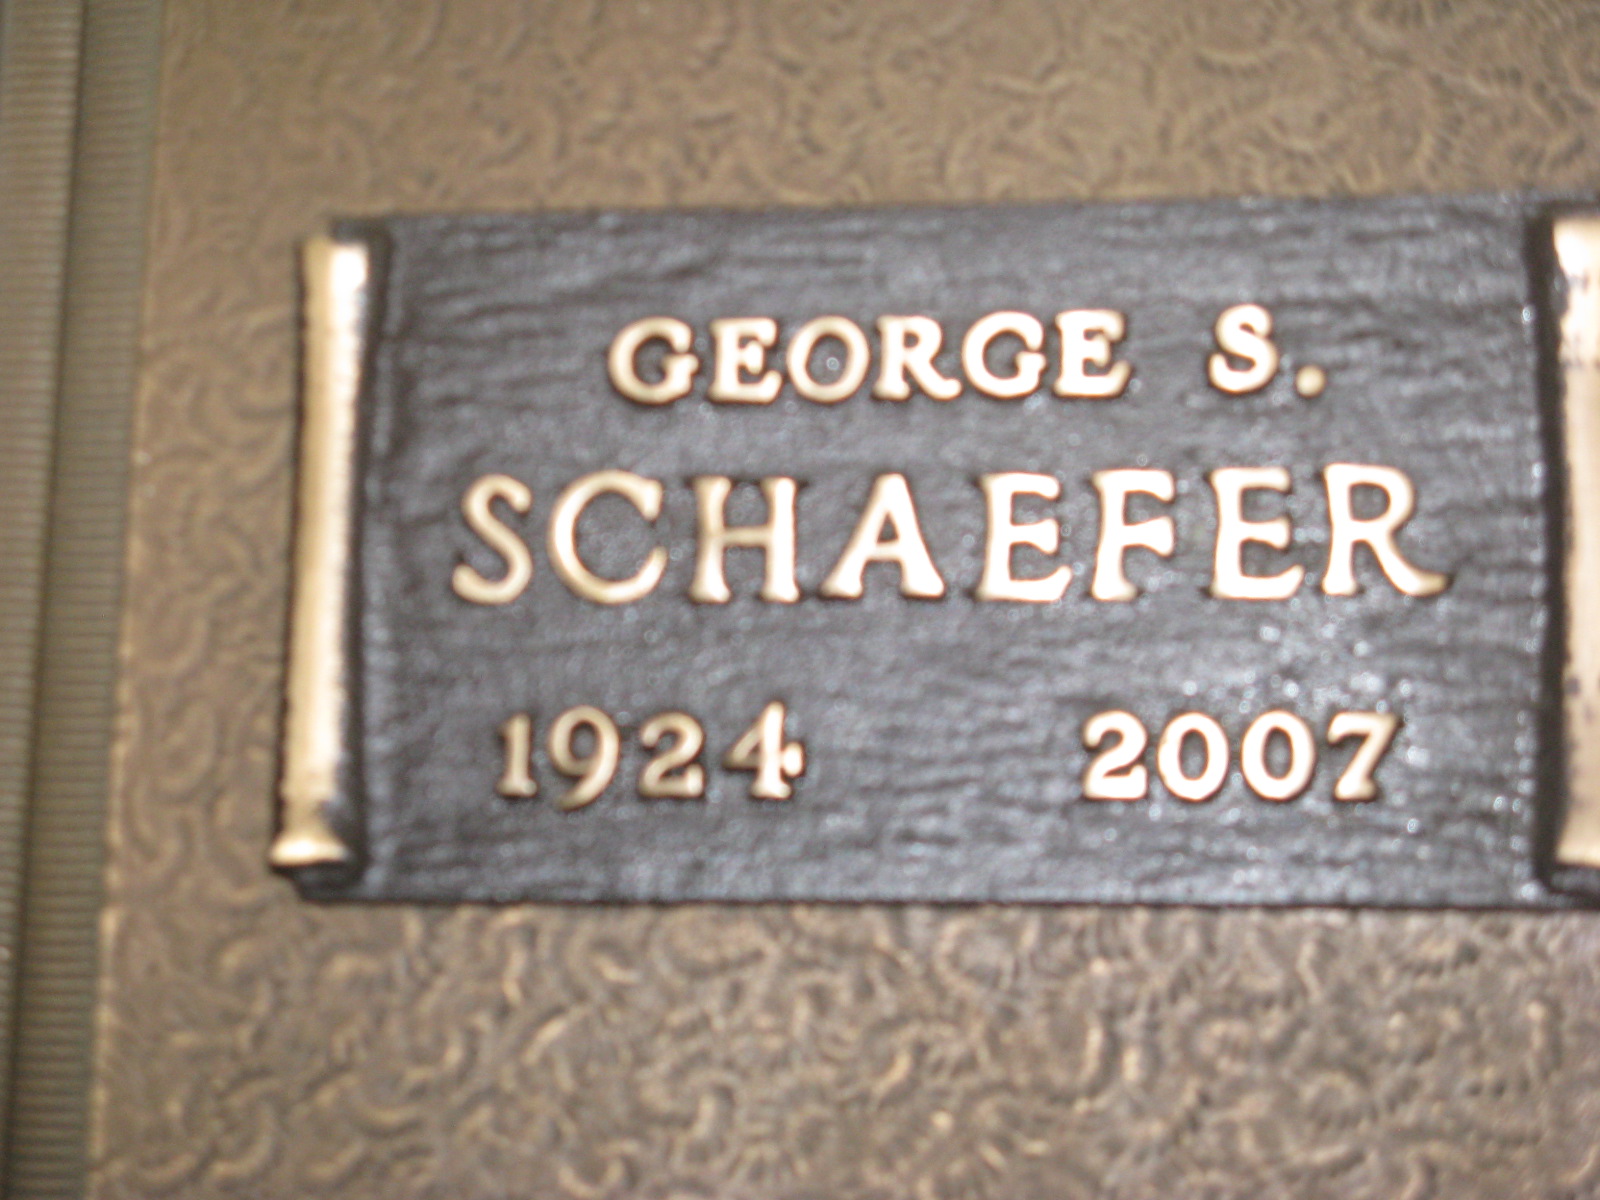 GEORGE S.
SCHAEFER
1924 2007